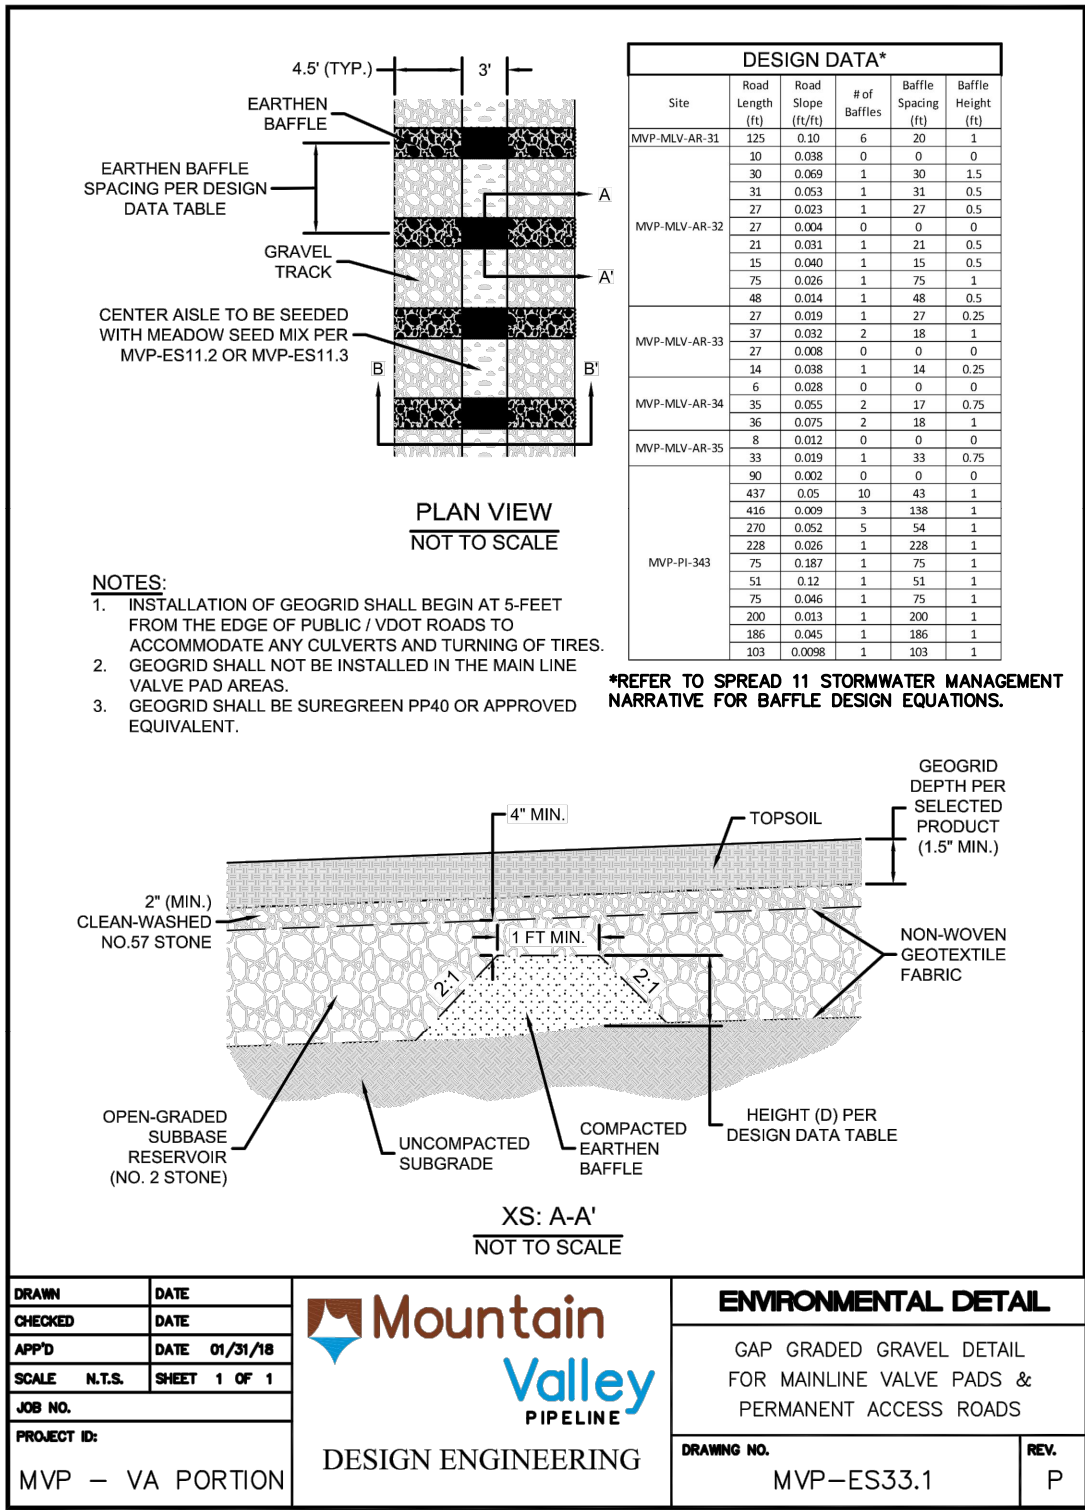 4.5' (TYP.)
3'
EARTHEN
BAFFLE
EARTHEN BAFFLE
SPACING PER DESIGN
DATA TABLE
A
GRAVEL
TRACK
A'
CENTER AISLE TO BE SEEDED
WITH MEADOW SEED MIX PER
MVP-ES11.2 OR MVP-ES11.3
B
B'
PLAN VIEW
NOT TO SCALE
DESIGN DATA*
Site Road Length (ft) Road Slope (ft/ft) # of Baffles Baffle Spacing (ft) Baffle Height (ft)
MVP-MLV-AR-31 125 0.10 6 20 1
MVP-MLV-AR-32
10 0.038 0 0 0
30 0.069 1 30 1.5
31 0.053 1 31 0.5
27 0.023 1 27 0.5
27 0.004 0 0 0
21 0.031 1 21 0.5
15 0.040 1 15 0.5
75 0.026 1 75 1
48 0.014 1 48 0.5
MVP-MLV-AR-33
27 0.019 1 27 0.25
37 0.032 2 18 1
27 0.008 0 0 0
14 0.038 1 14 0.25
MVP-MLV-AR-34
6 0.028 0 0 0
35 0.055 2 17 0.75
36 0.075 2 18 1
MVP-MLV-AR-35
8 0.012 0 0 0
33 0.019 1 33 0.75
MVP-PI-343
90 0.002 0 0 0
437 0.05 10 43 1
416 0.009 3 138 1
270 0.052 5 54 1
228 0.026 1 228 1
75 0.187 1 75 1
51 0.12 1 51 1
75 0.046 1 75 1
200 0.013 1 200 1
186 0.045 1 186 1
103 0.0098 1 103 1
*REFER TO SPREAD 11 STORMWATER MANAGEMENT
NARRATIVE FOR BAFFLE DESIGN EQUATIONS.
NOTES:
1. INSTALLATION OF GEOGRID SHALL BEGIN AT 5-FEET
FROM THE EDGE OF PUBLIC / VDOT ROADS TO
ACCOMMODATE ANY CULVERTS AND TURNING OF TIRES.
2. GEOGRID SHALL NOT BE INSTALLED IN THE MAIN LINE
VALVE PAD AREAS.
3. GEOGRID SHALL BE SUREGREEN PP40 OR APPROVED
EQUIVALENT.
4" MIN.
TOPSOIL
GEOGRID
DEPTH PER
SELECTED
PRODUCT
(1.5" MIN.)
2" (MIN.)
CLEAN-WASHED
NO.57 STONE
1 FT MIN.
2:1
2:1
NON-WOVEN
GEOTEXTILE
FABRIC
OPEN-GRADED
SUBBASE
RESERVOIR
(NO. 2 STONE)
UNCOMPACTED
SUBGRADE
COMPACTED
EARTHEN
BAFFLE
HEIGHT (D) PER
DESIGN DATA TABLE
XS: A-A'
NOT TO SCALE
DRAWN DATE
CHECKED DATE
APP'D DATE 01/31/18
SCALE N.T.S. SHEET 1 OF 1
JOB NO.
PROJECT ID:
MVP - VA PORTION
Mountain
Valley
PIPELINE
DESIGN ENGINEERING
ENVIRONMENTAL DETAIL
GAP GRADED GRAVEL DETAIL
FOR MAINLINE VALVE PADS &
PERMANENT ACCESS ROADS
DRAWING NO.
MVP-ES33.1
REV.
P